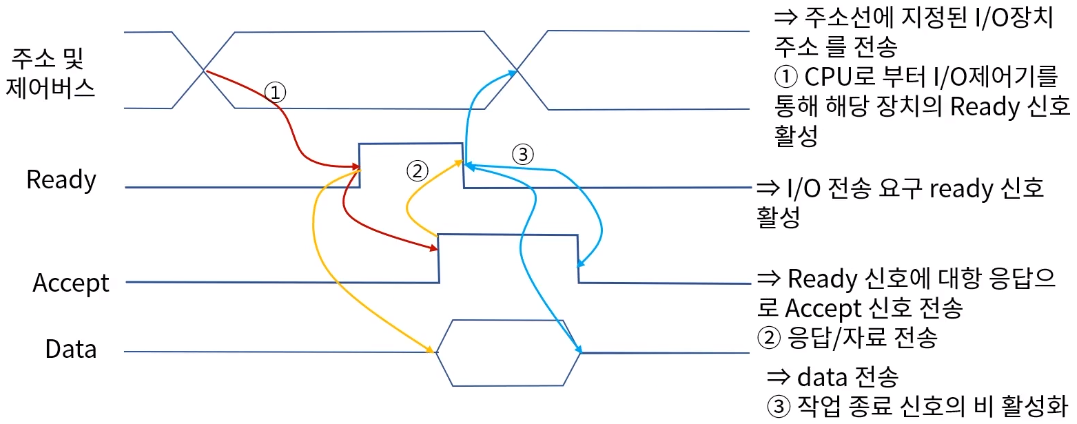 주소 및
제어버스
①
Ready
②
③
Accept
Data
⇒ 주소선에 지정된 I/O장치
주소 를 전송
① CPU로 부터 I/O제어기를
통해 해당 장치의 Ready 신호
활성
⇒ I/O 전송 요구 ready 신호
활성
⇒ Ready 신호에 대항 응답으
로 Accept 신호 전송
② 응답/자료 전송
⇒ data 전송
③ 작업 종료 신호의 비 활성화